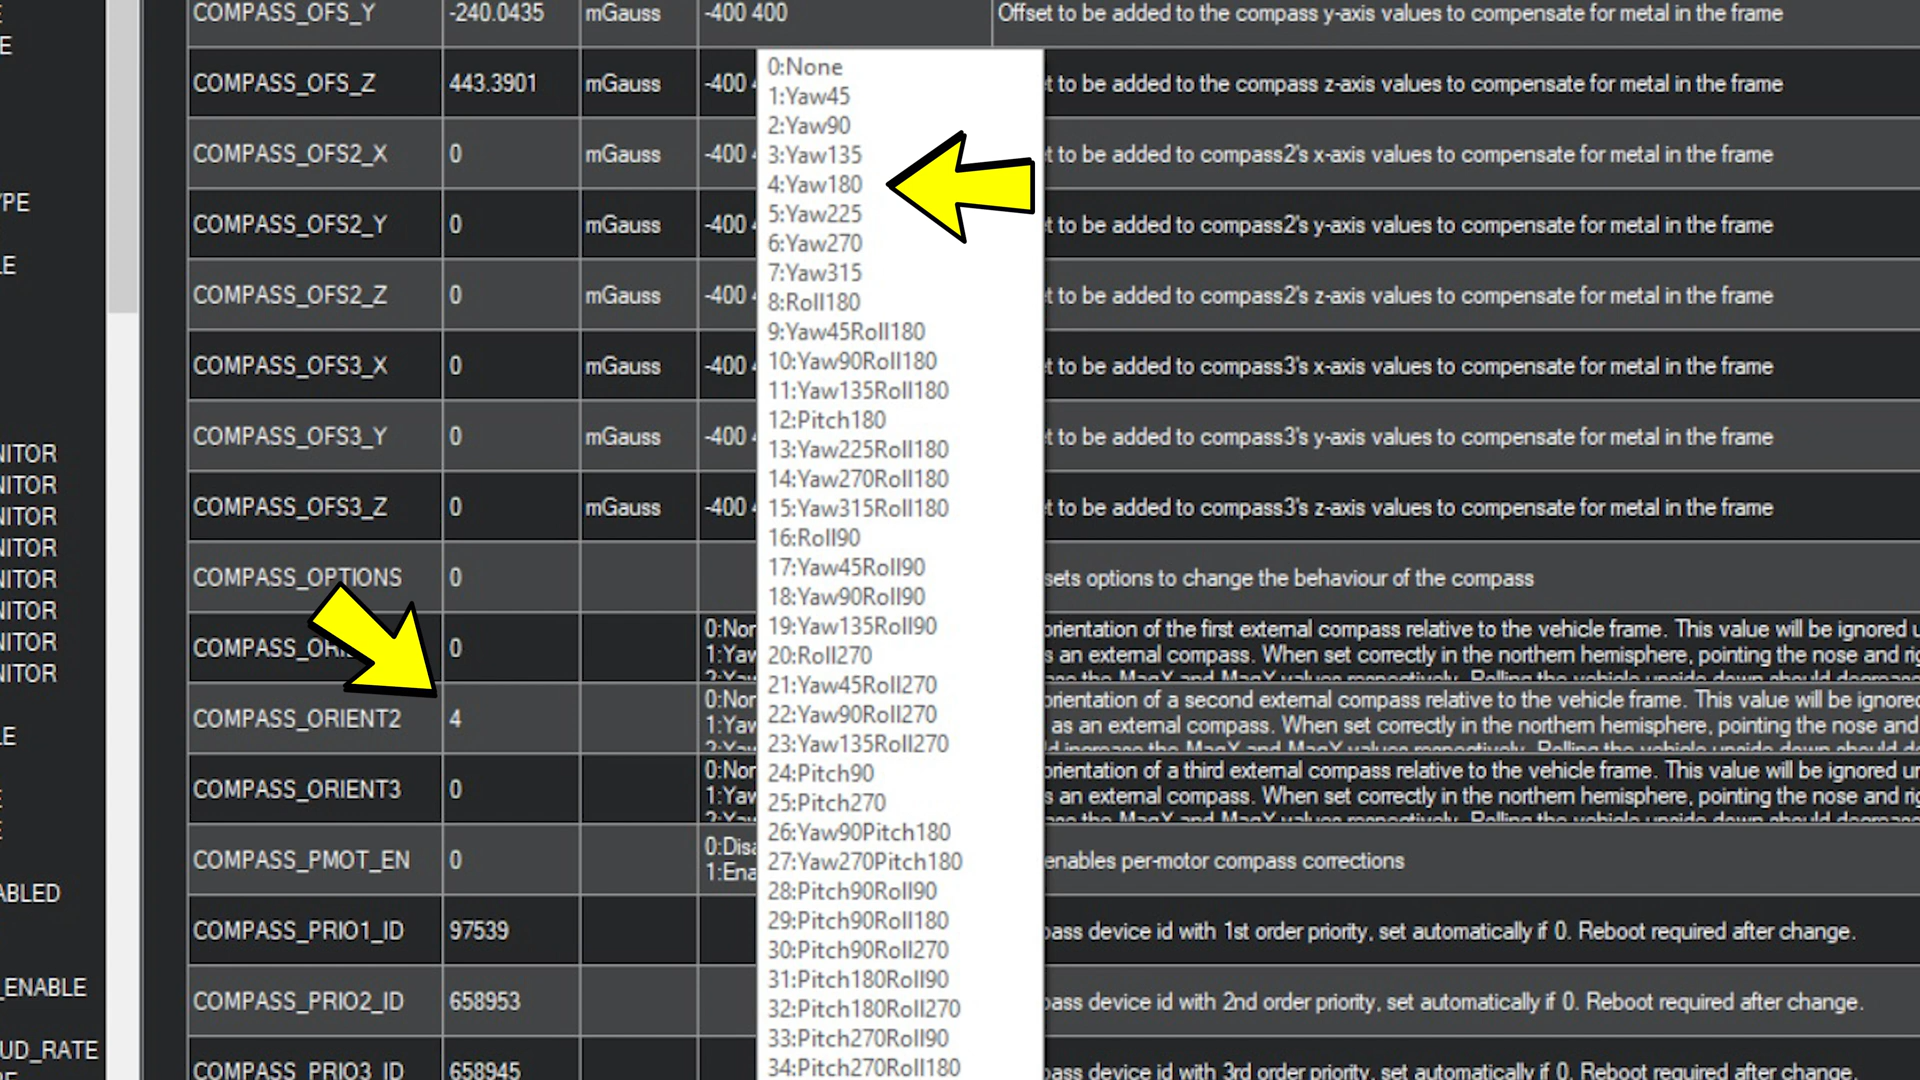 COMPASS_OFS_Y -240.0435 mGauss -400 400 Offset to be added to the compass y-axis values to compensate for metal in the frame
COMPASS_OFS_Z 443.3901 mGauss -400 to be added to the compass z-axis values to compensate for metal in the frame
COMPASS_OFS2_X 0 mGauss -400 to be added to compass2's x-axis values to compensate for metal in the frame
COMPASS_OFS2_Y 0 mGauss -400 to be added to compass2's y-axis values to compensate for metal in the frame
COMPASS_OFS2_Z 0 mGauss -400 to be added to compass2's z-axis values to compensate for metal in the frame
COMPASS_OFS3_X 0 mGauss -400 to be added to compass3's x-axis values to compensate for metal in the frame
COMPASS_OFS3_Y 0 mGauss -400 to be added to compass3's y-axis values to compensate for metal in the frame
COMPASS_OFS3_Z 0 mGauss -400 to be added to compass3's z-axis values to compensate for metal in the frame
COMPASS_OPTIONS 0 sets options to change the behaviour of the compass
0 0:Nor orientation of the first external compass relative to the vehicle frame. This value will be ignored
1:Yaw s an external compass. When set correctly in the northern hemisphere, pointing the nose and
COMPASS_ORIENT2 4 0:Nor orientation of a second external compass relative to the vehicle frame. This value will be ignored
1:Yaw as an external compass. When set correctly in the northern hemisphere, pointing the nose and
COMPASS_ORIENT3 0 0:Nor orientation of a third external compass relative to the vehicle frame. This value will be ignored
1:Yaw s an external compass. When set correctly in the northern hemisphere, pointing the nose and
COMPASS_PMOT_EN 0 0:Disa enables per-motor compass corrections
1:Ena
COMPASS_PRIO1_ID 97539 pass device id with 1st order priority, set automatically if 0. Reboot required after change.
COMPASS_PRIO2_ID 658953 pass device id with 2nd order priority, set automatically if 0. Reboot required after change.
COMPASS_PRIO3_ID 658945 pass device id with 3rd order priority, set automatically if 0. Reboot required after change.
0:None
1:Yaw45
2:Yaw90
3:Yaw135
4:Yaw180
5:Yaw225
6:Yaw270
7:Yaw315
8:Roll180
9:Yaw45Roll180
10:Yaw90Roll180
11:Yaw135Roll180
12:Pitch180
13:Yaw225Roll180
14:Yaw270Roll180
15:Yaw315Roll180
16:Roll90
17:Yaw45Roll90
18:Yaw90Roll90
19:Yaw135Roll90
20:Roll270
21:Yaw45Roll270
22:Yaw90Roll270
23:Yaw135Roll270
24:Pitch90
25:Pitch270
26:Yaw90Pitch180
27:Yaw270Pitch180
28:Pitch90Roll90
29:Pitch90Roll180
30:Pitch90Roll270
31:Pitch180Roll90
32:Pitch180Roll270
33:Pitch270Roll90
34:Pitch270Roll180
YPE
LE
NITOR
NITOR
NITOR
NITOR
NITOR
NITOR
NITOR
NITOR
LE
ABLED
_ENABLE
UD_RATE